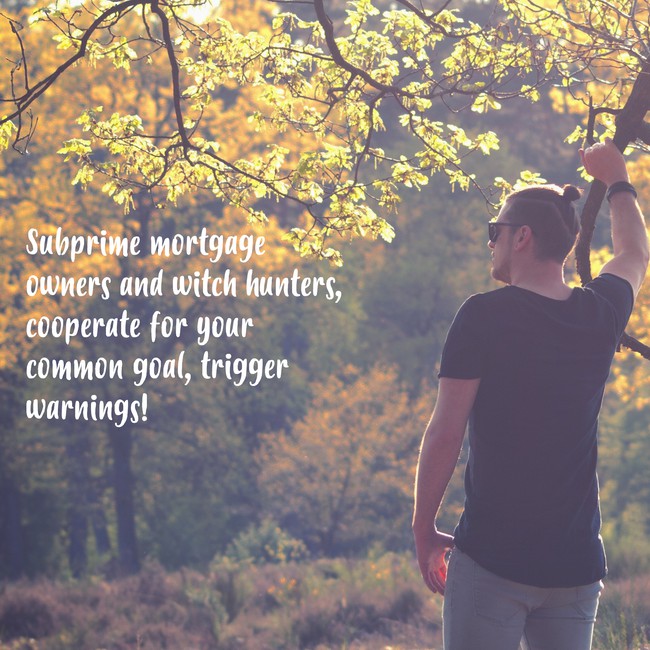 Subprime mortgage
owners and witch hunters,
cooperate for your
common goal, trigger
warnings!